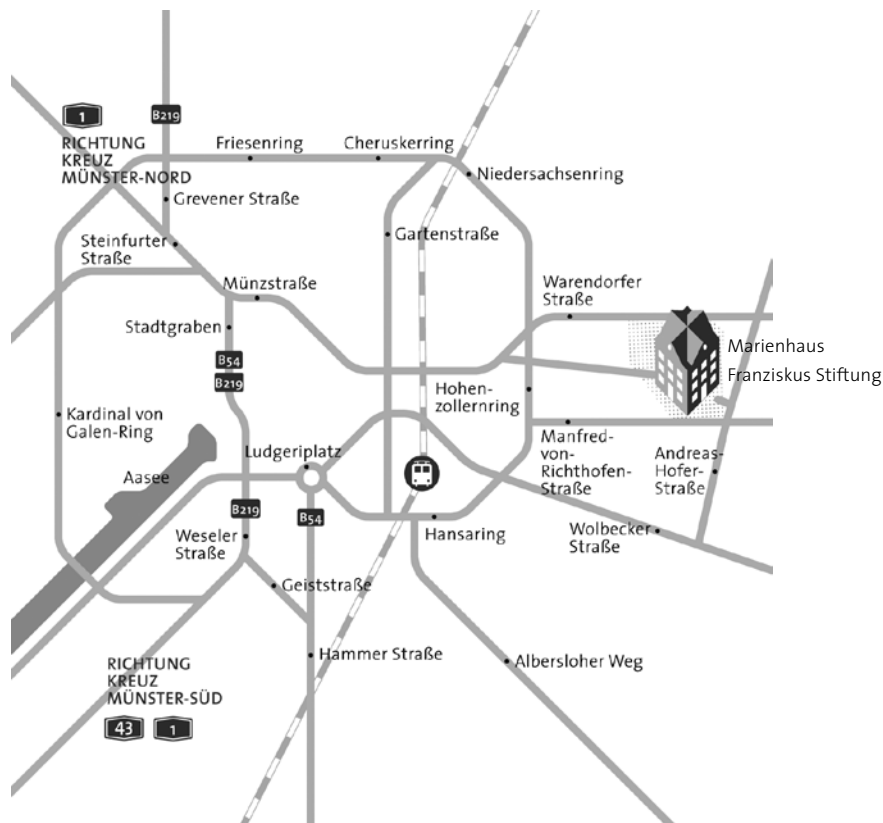 1
B219
RICHTUNG
KREUZ
MÜNSTER-NORD
Friesenring
Cheruskerring
Niedersachsenring
Grevener Straße
Steinfurter
Straße
Gartenstraße
Münzstraße
Warendorfer
Straße
Stadtgraben
Marienhaus
Franziskus Stiftung
B54
B219
Hohen-
zollernring
Kardinal von
Galen-Ring
Ludgeriplatz
Manfred-
von-
Richthofen-
Straße
Andreas-
Hofer-
Straße
Aasee
B219
B54
Weseler
Straße
Hansaring
Wolbecker
Straße
Geiststraße
Hammer Straße
Albersloher Weg
RICHTUNG
KREUZ
MÜNSTER-SÜD
43
1